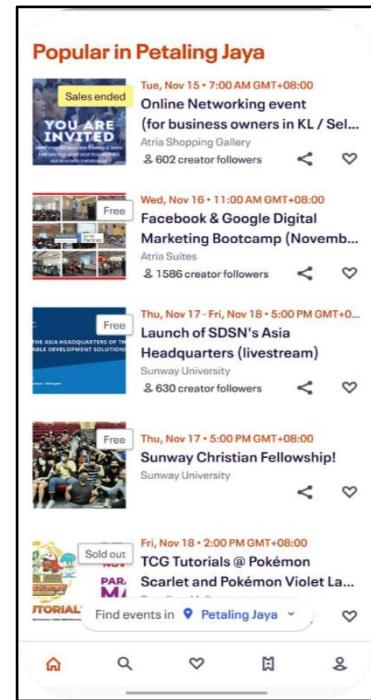 Popular in Petaling Jaya
Sales ended
YOU ARE
INVITED
Tue, Nov 15 • 7:00 AM GMT+08:00
Online Networking event
(for business owners in KL / Sel...
Atria Shopping Gallery
602 creator followers
Free
Wed, Nov 16 • 11:00 AM GMT+08:00
Facebook & Google Digital
Marketing Bootcamp (Novemb...
Atria Suites
1586 creator followers
Free
THE ASIA HEADQUARTERS OF TH
ABLE DEVELOPMENT SOLUTIONS
Thu, Nov 17 - Fri, Nov 18 • 5:00 PM GMT+0...
Launch of SDSN's Asia
Headquarters (livestream)
Sunway University
630 creator followers
Free
Thu, Nov 17 • 5:00 PM GMT+08:00
Sunway Christian Fellowship!
Sunway University
Sold out
NOV
PAR
MA
TUTORIAL
Fri, Nov 18 • 2:00 PM GMT+08:00
TCG Tutorials @ Pokémon
Scarlet and Pokémon Violet La...
Find events in Petaling Jaya